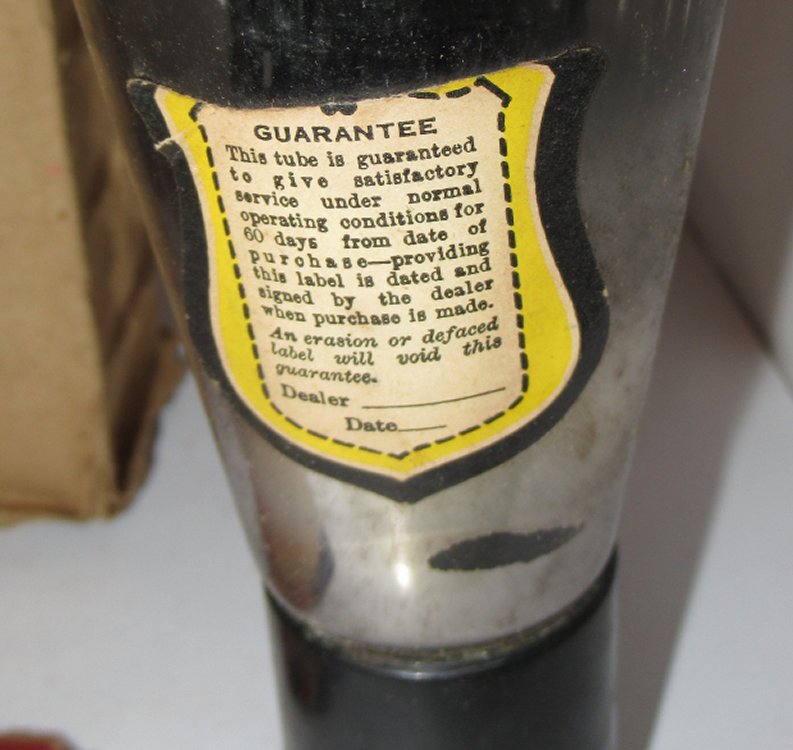 GUARANTEE
This tube is guaranteed
to give satisfactory
service under normal
operating conditions for
60 days from date of
purchase—providing
this label is dated and
signed by the dealer
when purchase is made.
An erasion or defaced
label will void this
guarantee.
Dealer
Date